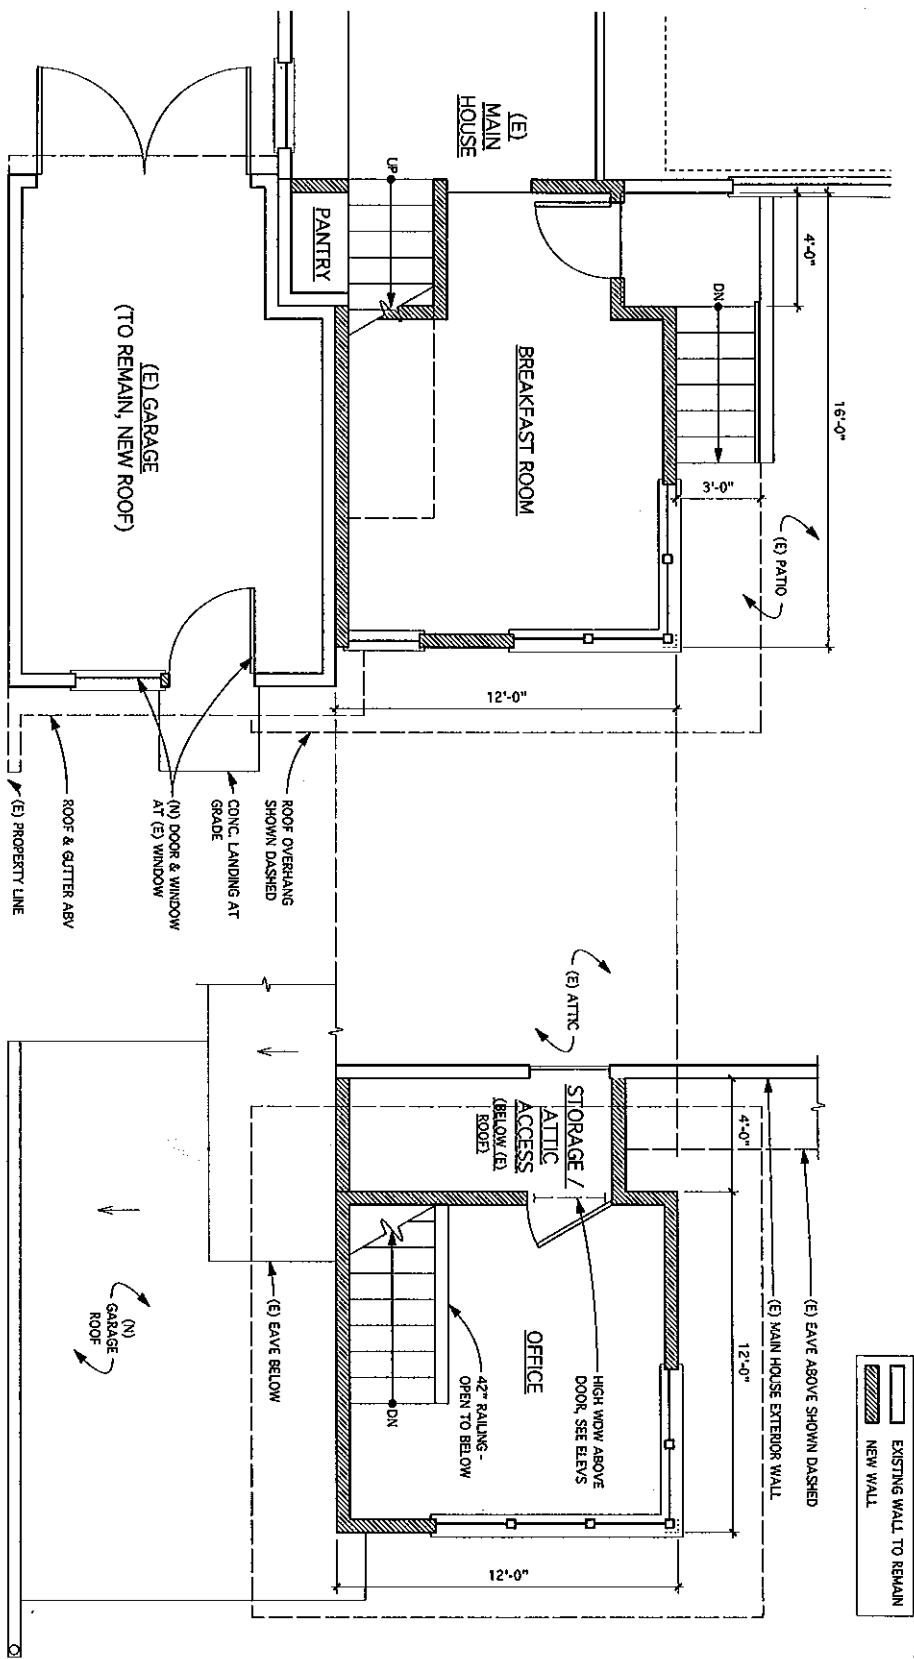 (E)
MAIN
HOUSE
UP
PANTRY
(E) GARAGE
(TO REMAIN, NEW ROOF)
BREAKFAST ROOM
DN
4'-0"
16'-0"
3'-0"
(E) PATIO
12'-0"
ROOF OVERHANG
SHOWN DASHED
CONC. LANDING AT
GRADE
(N) DOOR & WINDOW
AT (E) WINDOW
ROOF & GUTTER ABV
(E) PROPERTY LINE
(E) ATTIC
STORAGE /
ATTIC
ACCESS
(BELOW (E)
ROOF)
4'-0"
12'-0"
(E) EAVE ABOVE SHOWN DASHED
(E) MAIN HOUSE EXTERIOR WALL
HIGH WDW ABOVE
DOOR, SEE ELEVS
OFFICE
42" RAILING -
OPEN TO BELOW
DN
(E) EAVE BELOW
(N)
GARAGE
ROOF
12'-0"
EXISTING WALL TO REMAIN
NEW WALL